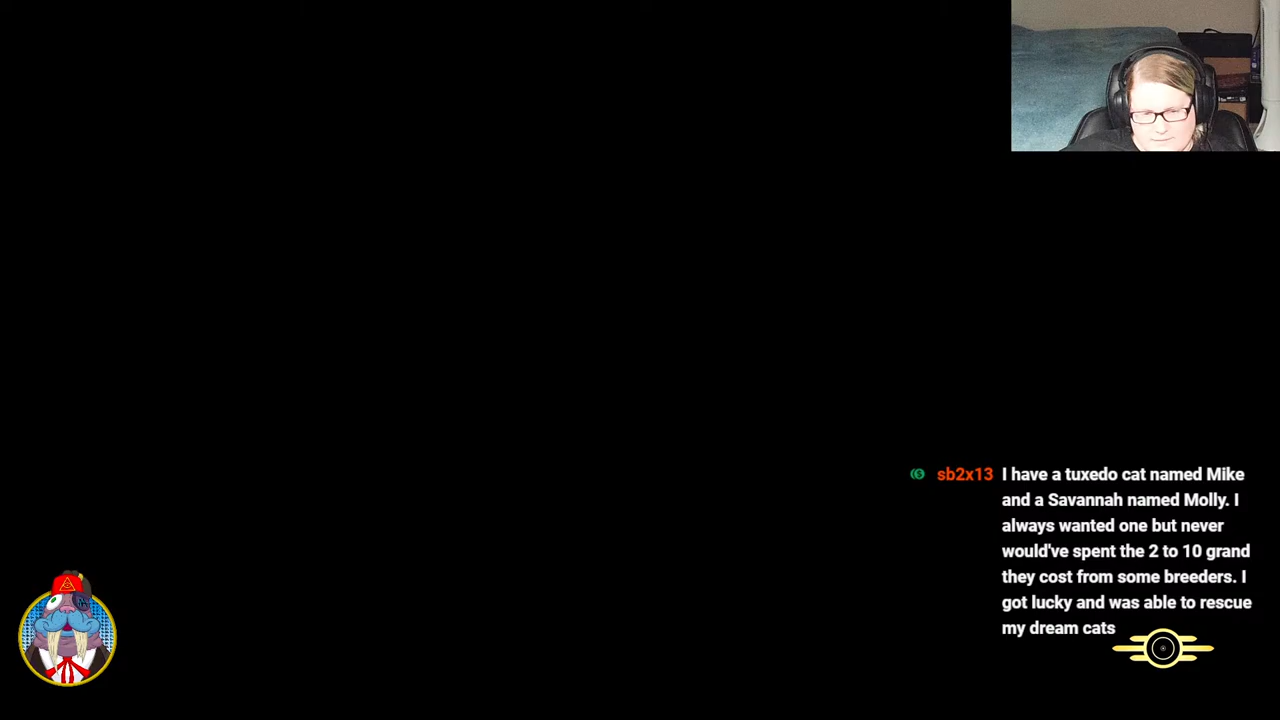 sb2x13 I have a tuxedo cat named Mike
and a Savannah named Molly. I
always wanted one but never
would've spent the 2 to 10 grand
they cost from some breeders. I
got lucky and was able to rescue
my dream cats